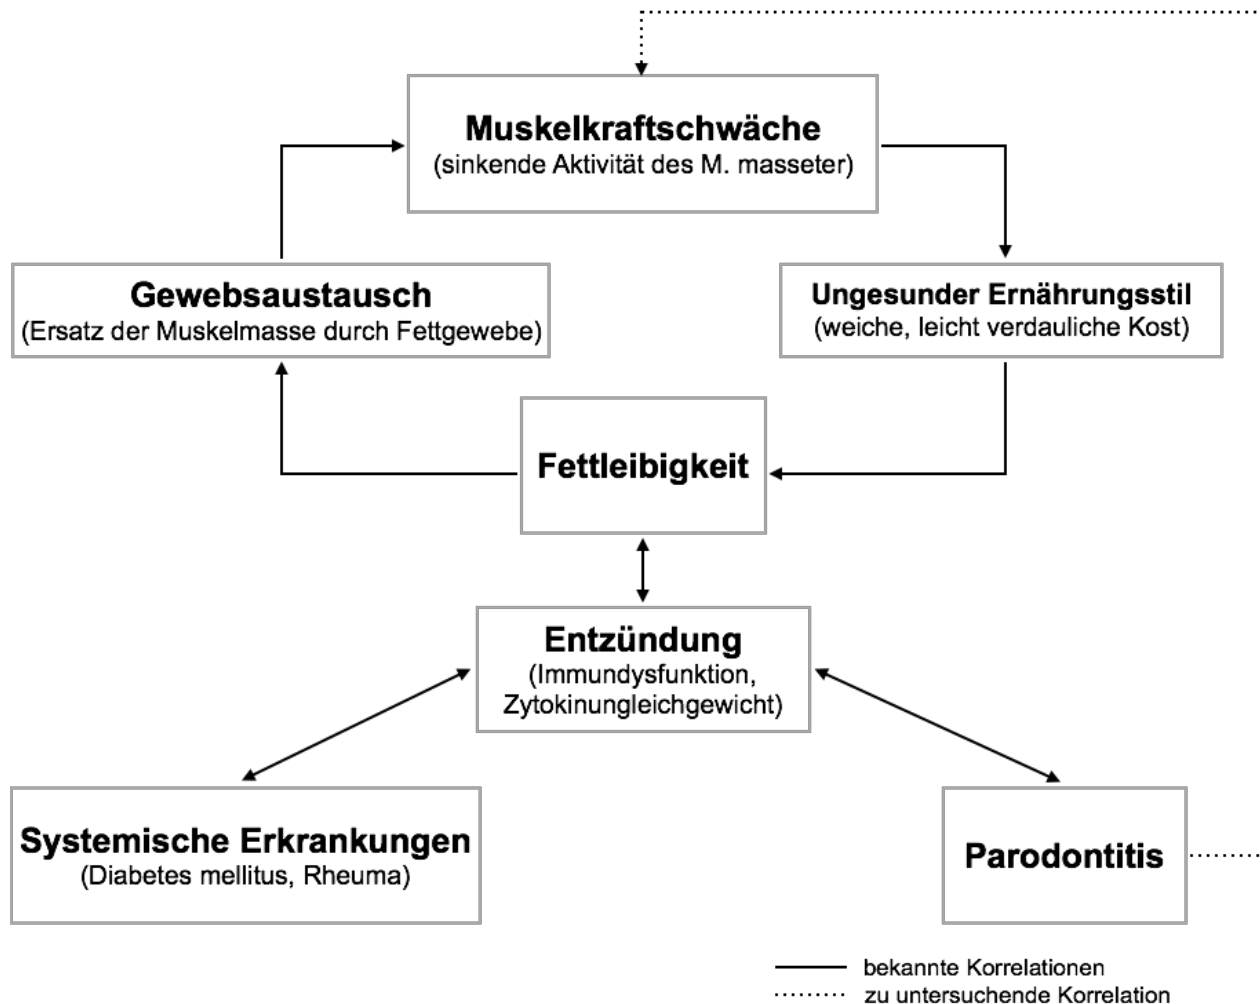 Muskelkraftschwäche
(sinkende Aktivität des M. masseter)
Gewebsaustausch
(Ersatz der Muskelmasse durch Fettgewebe)
Ungesunder Ernährungsstil
(weiche, leicht verdauliche Kost)
Fettleibigkeit
Entzündung
(Immundysfunktion,
Zytokinungleichgewicht)
Systemische Erkrankungen
(Diabetes mellitus, Rheuma)
Parodontitis
bekannte Korrelationen
zu untersuchende Korrelation